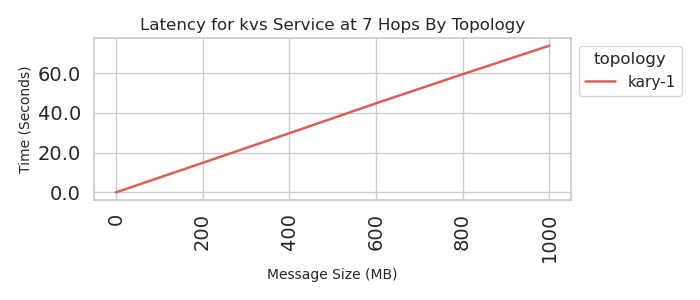 Latency for kvs Service at 7 Hops By Topology
Time (Seconds)
60.0
40.0
20.0
0.0
0
200
400
600
800
1000
Message Size (MB)
topology
kary-1